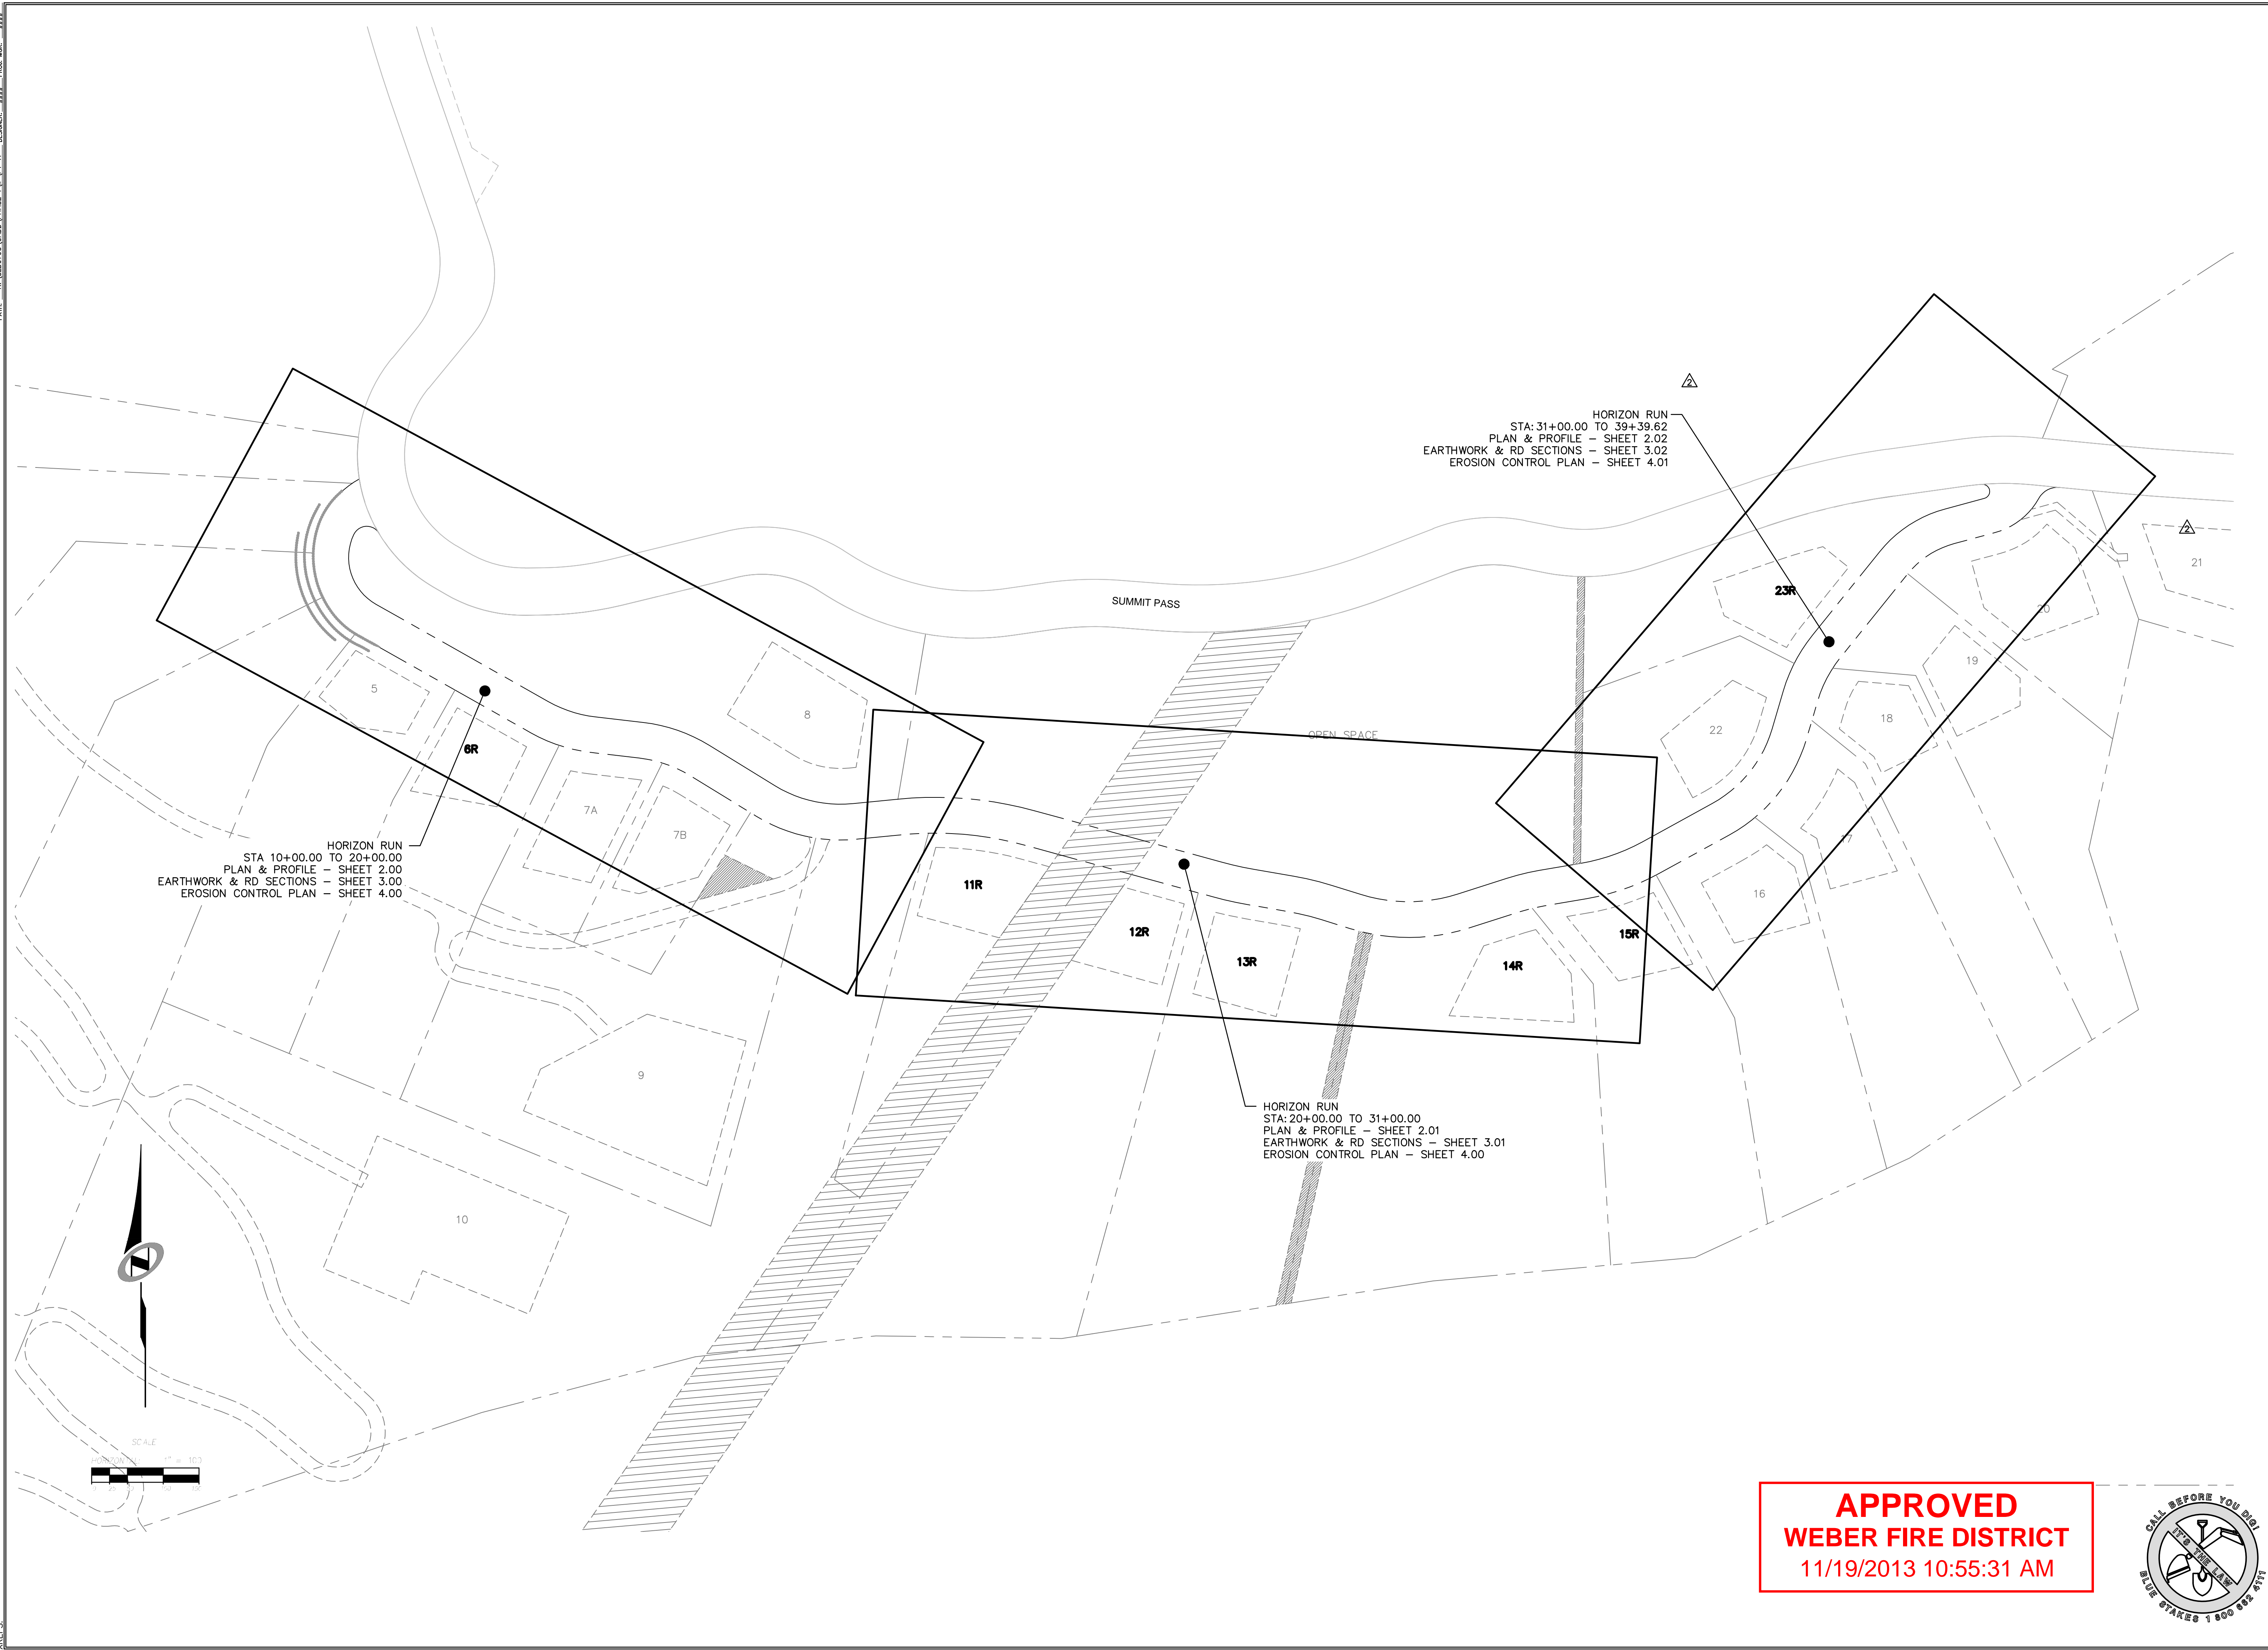 2
HORIZON RUN
STA: 31+00.00 TO 39+39.62
PLAN & PROFILE – SHEET 2.02
EARTHWORK & RD SECTIONS – SHEET 3.02
EROSION CONTROL PLAN – SHEET 4.01
2
21
23R
SUMMIT PASS
20
19
5
8
18
22
OPEN SPACE
6R
7A
7B
17
HORIZON RUN
STA 10+00.00 TO 20+00.00
PLAN & PROFILE – SHEET 2.00
EARTHWORK & RD SECTIONS – SHEET 3.00
EROSION CONTROL PLAN – SHEET 4.00
11R
16
12R
15R
13R
14R
9
HORIZON RUN
STA: 20+00.00 TO 31+00.00
PLAN & PROFILE – SHEET 2.01
EARTHWORK & RD SECTIONS – SHEET 3.01
EROSION CONTROL PLAN – SHEET 4.00
10
N
SCALE
APPROVED
WEBER FIRE DISTRICT
11/19/2013 10:55:31 AM
CALL BEFORE YOU DIG!
IT'S THE LAW
BLUE STAKES 1 800 662 4111